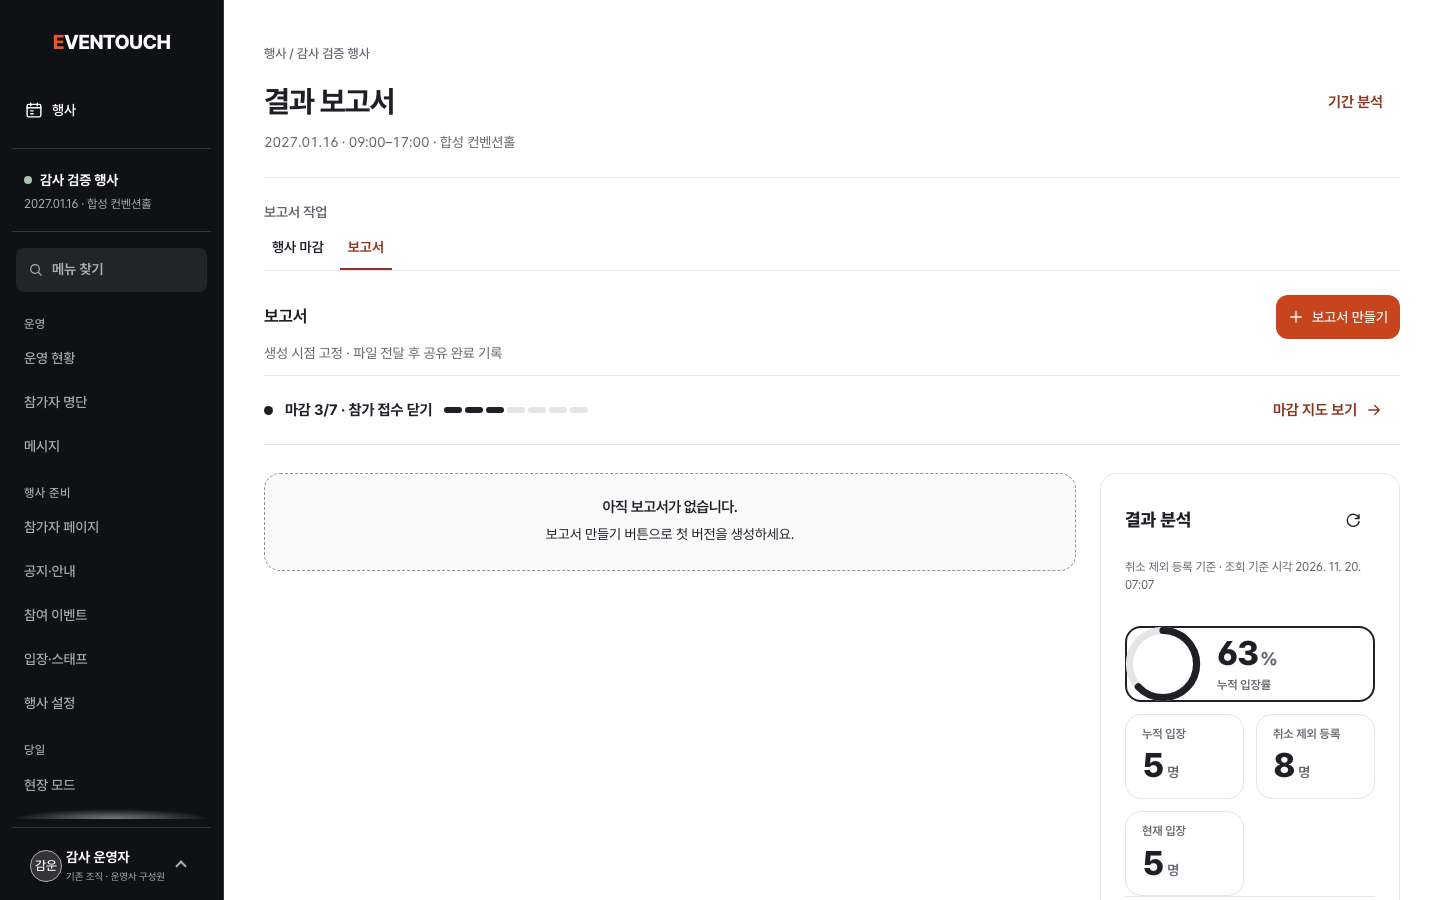 EVENTOUCH
행사
감사 검증 행사
2027.01.16 · 합성 컨벤션홀
메뉴 찾기
운영
운영 현황
참가자 명단
메시지
행사 준비
참가자 페이지
공지·안내
참여 이벤트
입장·스태프
행사 설정
당일
현장 모드
감운
감사 운영자
기존 조직 · 운영사 구성원
행사 / 감사 검증 행사
결과 보고서
기간 분석
2027.01.16 · 09:00–17:00 · 합성 컨벤션홀
보고서 작업
행사 마감
보고서
보고서
보고서 만들기
생성 시점 고정 · 파일 전달 후 공유 완료 기록
마감 3/7 · 참가 접수 닫기
마감 지도 보기
아직 보고서가 없습니다.
보고서 만들기 버튼으로 첫 버전을 생성하세요.
결과 분석
취소 제외 등록 기준 · 조회 기준 시각 2026. 11. 20.
07:07
63%
누적 입장률
누적 입장
5 명
취소 제외 등록
8 명
현재 입장
5 명